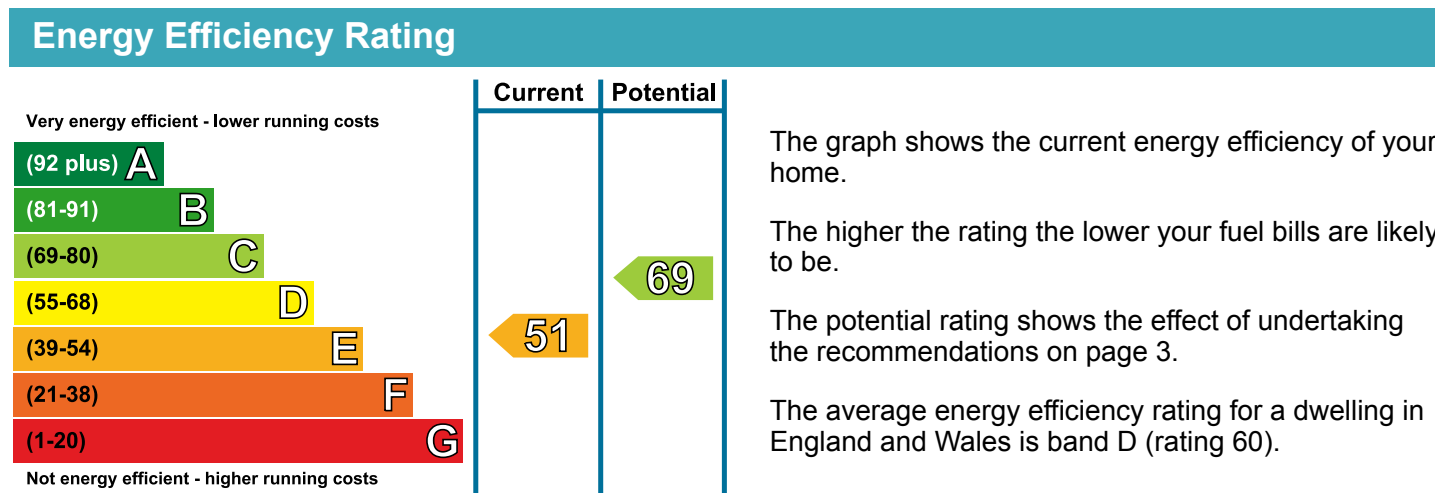 Energy Efficiency Rating
Current Potential
Very energy efficient - lower running costs
(92 plus) A
(81-91) B
(69-80) C
(55-68) D
(39-54) E
(21-38) F
(1-20) G
Not energy efficient - higher running costs
69
51
The graph shows the current energy efficiency of your
home.
The higher the rating the lower your fuel bills are likely
to be.
The potential rating shows the effect of undertaking
the recommendations on page 3.
The average energy efficiency rating for a dwelling in
England and Wales is band D (rating 60).